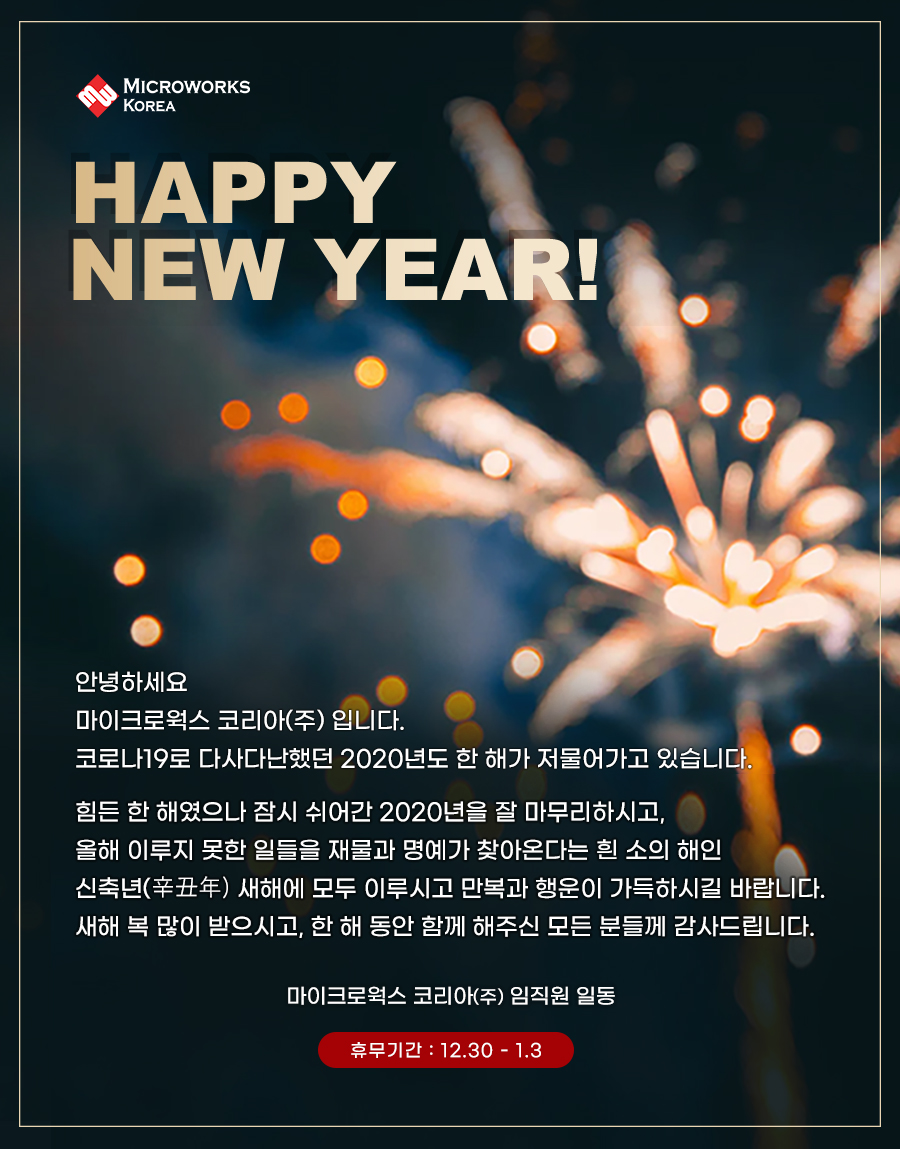 MICROWORKS
KOREA
HAPPY
NEW YEAR!
안녕하세요
마이크로웍스 코리아(주) 입니다.
코로나19로 다사다난했던 2020년도 한 해가 저물어가고 있습니다.
힘든 한 해였으나 잠시 쉬어간 2020년을 잘 마무리하시고,
올해 이루지 못한 일들을 재물과 명예가 찾아온다는 흰 소의 해인
신축년(辛丑年) 새해에 모두 이루시고 만복과 행운이 가득하시길 바랍니다.
새해 복 많이 받으시고, 한 해 동안 함께 해주신 모든 분들께 감사드립니다.
마이크로웍스 코리아(주) 임직원 일동
휴무기간 : 12.30 - 1.3